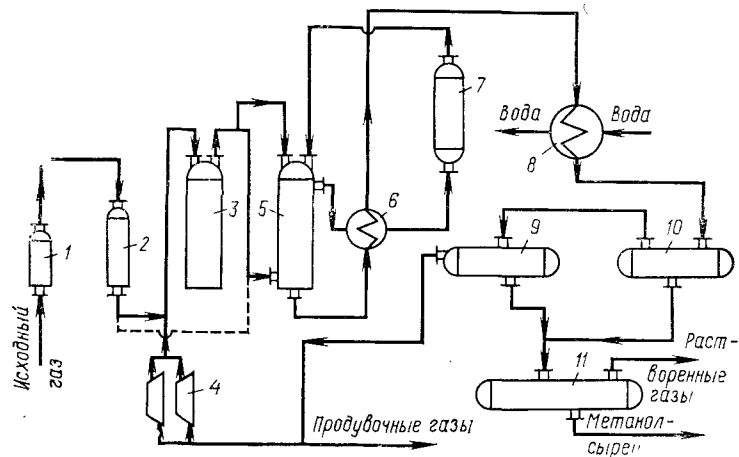 вода
Вода
1
2
3
4
5
6
7
8
9
10
11
Исходный
газ
Раст-
воренные
газы
Продувочные газы
Метанол-
сырец